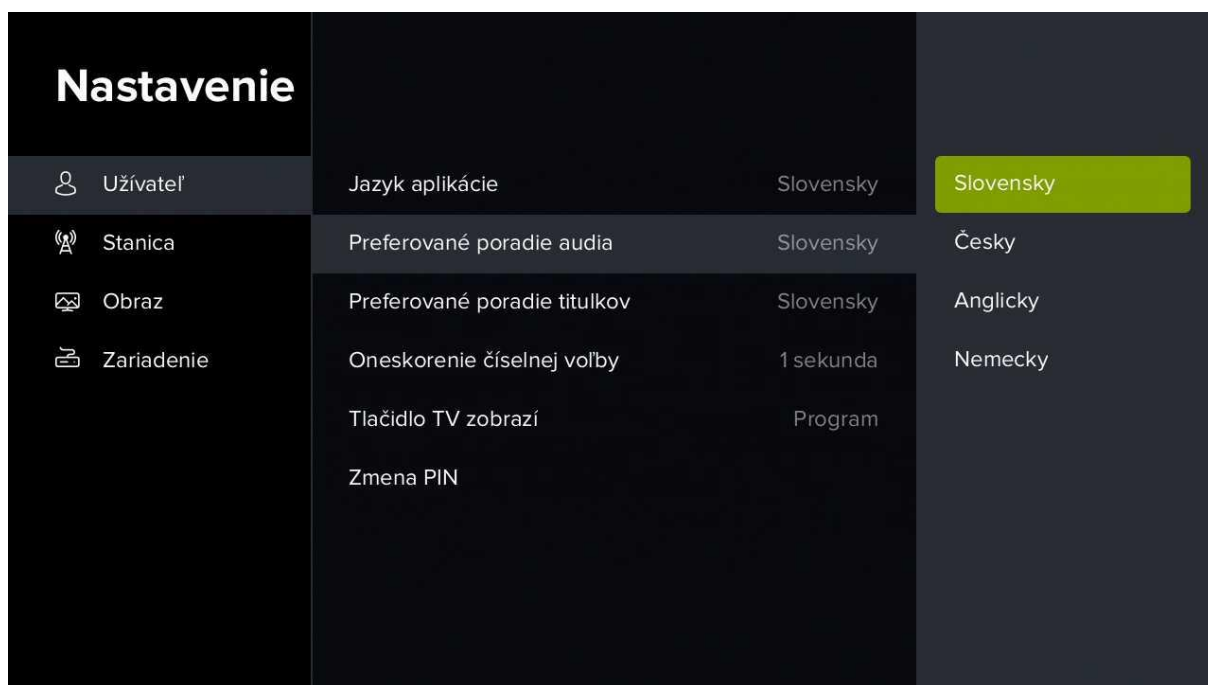 Nastavenie
Užívateľ
Stanica
Obraz
Zariadenie
Jazyk aplikácie Slovensky
Preferované poradie audia Slovensky
Preferované poradie titulkov Slovensky
Oneskorenie číselnej voľby 1 sekunda
Tlačidlo TV zobrazí Program
Zmena PIN
Slovensky
Česky
Anglicky
Nemecky